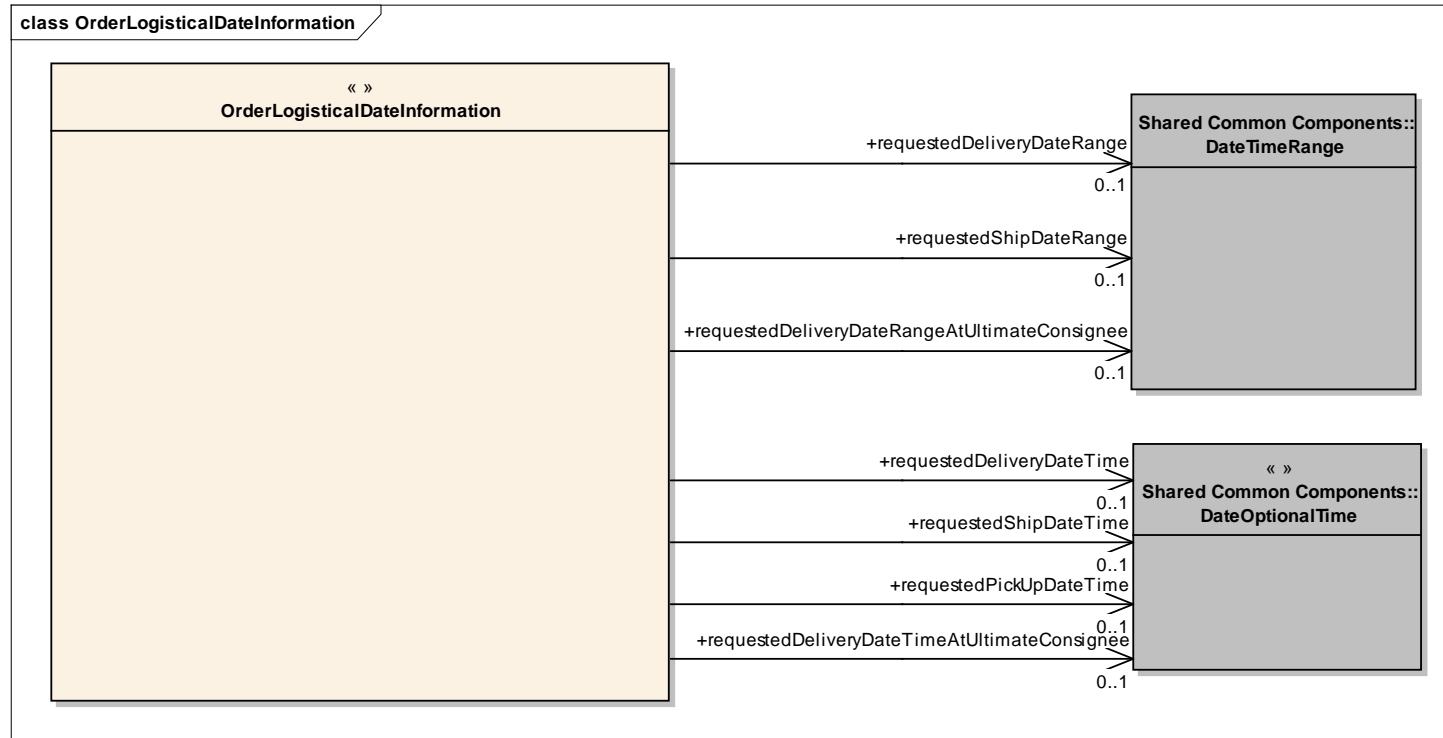 class OrderLogisticalDateInformation
« »
OrderLogisticalDateInformation
+requestedDeliveryDateRange
0..1
+requestedShipDateRange
0..1
+requestedDeliveryDateRangeAtUltimateConsignee
0..1
Shared Common Components::
DateTimeRange
+requestedDeliveryDateTime
0..1
+requestedShipDateTime
0..1
+requestedPickUpDateTime
0..1
+requestedDeliveryDateTimeAtUltimateConsignee
0..1
« »
Shared Common Components::
DateOptionalTime